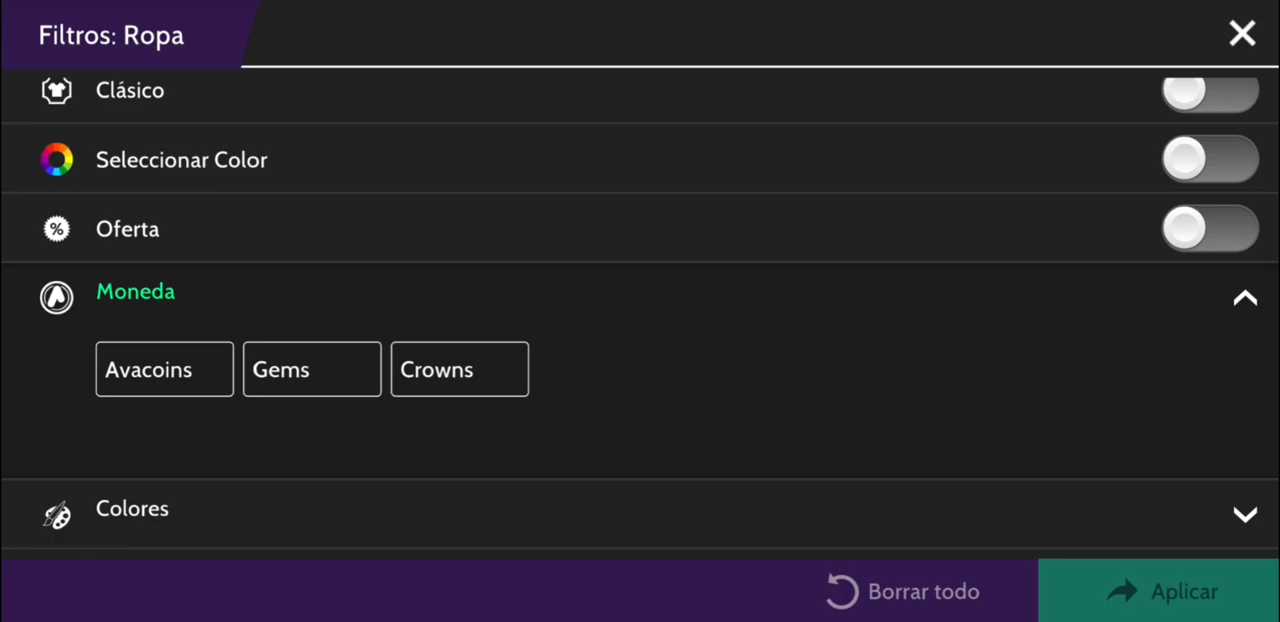 Filtros: Ropa
Clásico
Seleccionar Color
% Oferta
Moneda
Avacoins Gems Crowns
Colores
Borrar todo Aplicar